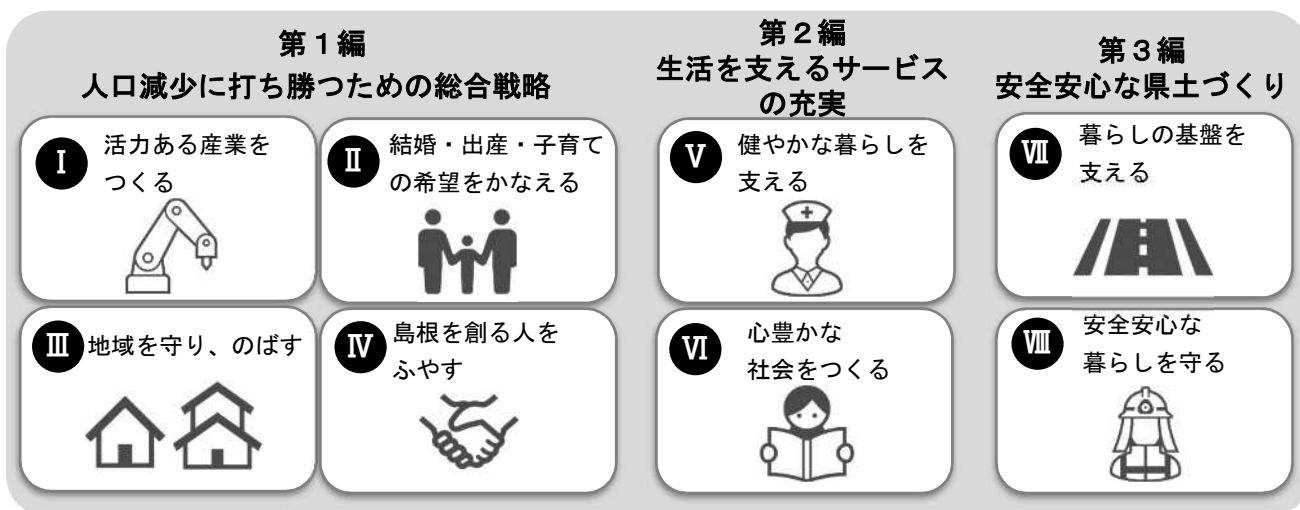 第１編
人口減少に打ち勝つための総合戦略
Ⅰ
活力ある産業を
つくる
Ⅱ
結婚・出産・子育て
の希望をかなえる
Ⅲ
地域を守り、のばす
Ⅳ
島根を創る人を
ふやす
第２編
生活を支えるサービス
の充実
Ⅴ
健やかな暮らしを
支える
Ⅵ
心豊かな
社会をつくる
第３編
安全安心な県土づくり
Ⅶ
暮らしの基盤を
支える
Ⅷ
安全安心な
暮らしを守る